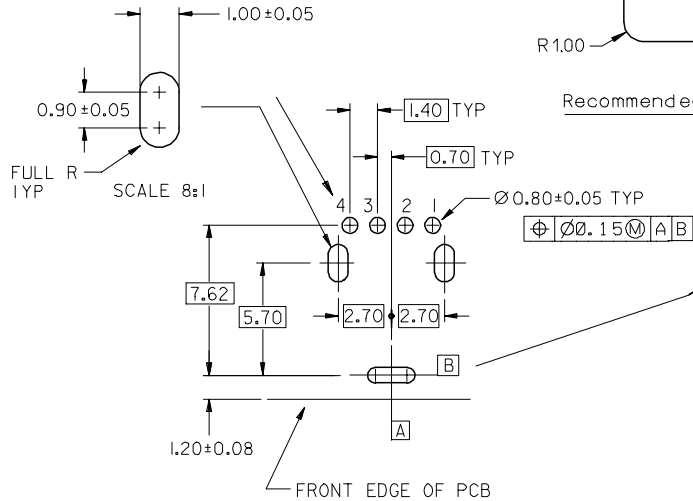 1.00±0.05
R1.00
0.90±0.05
1.40 TYP
Recommende
0.70 TYP
FULL R
TYP
SCALE 8:1
Ø0.80±0.05 TYP
4 3 2 1
⌖ Ø0.15Ⓜ A B
7.62
5.70
2.70 2.70
B
A
1.20±0.08
FRONT EDGE OF PCB